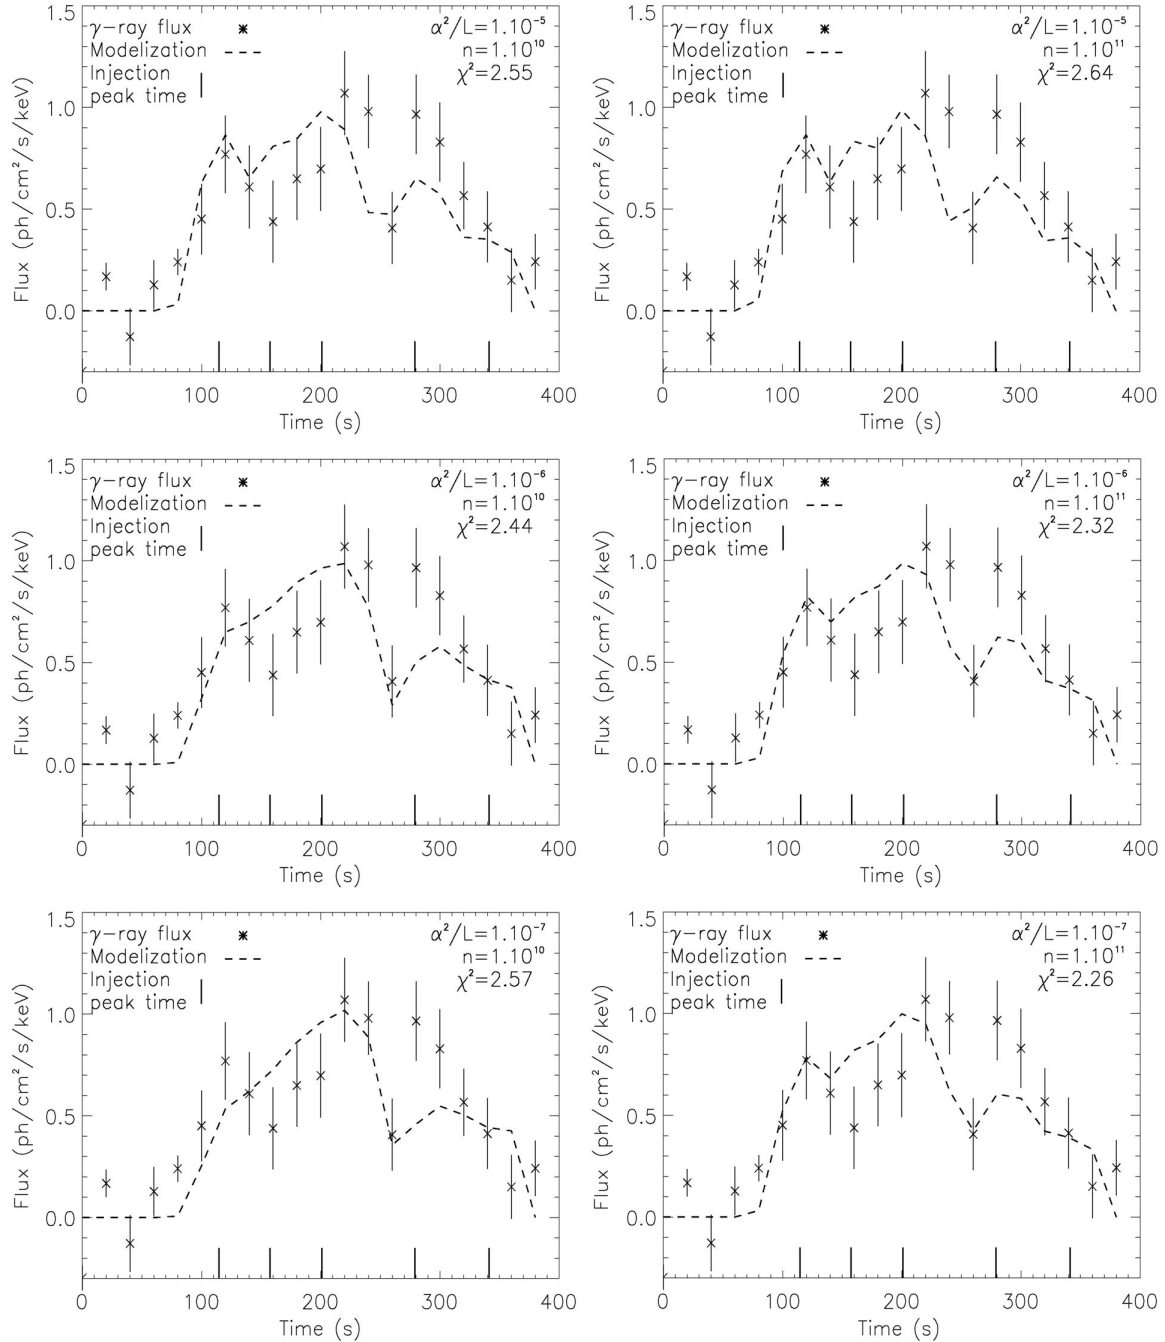 1.5
γ-ray flux ✱ α²/L=1.10⁻⁵
Modelization n=1.10¹⁰
Injection χ²=2.55
peak time
1.0
0.5
0.0
Flux (ph/cm²/s/keV)
0 100 200 300 400
Time (s)
1.5
γ-ray flux ✱ α²/L=1.10⁻⁵
Modelization n=1.10¹¹
Injection χ²=2.64
peak time
1.0
0.5
0.0
Flux (ph/cm²/s/keV)
0 100 200 300 400
Time (s)
1.5
γ-ray flux ✱ α²/L=1.10⁻⁶
Modelization n=1.10¹⁰
Injection χ²=2.44
peak time
1.0
0.5
0.0
Flux (ph/cm²/s/keV)
0 100 200 300 400
Time (s)
1.5
γ-ray flux ✱ α²/L=1.10⁻⁶
Modelization n=1.10¹¹
Injection χ²=2.32
peak time
1.0
0.5
0.0
Flux (ph/cm²/s/keV)
0 100 200 300 400
Time (s)
1.5
γ-ray flux ✱ α²/L=1.10⁻⁷
Modelization n=1.10¹⁰
Injection χ²=2.57
peak time
1.0
0.5
0.0
Flux (ph/cm²/s/keV)
0 100 200 300 400
Time (s)
1.5
γ-ray flux ✱ α²/L=1.10⁻⁷
Modelization n=1.10¹¹
Injection χ²=2.26
peak time
1.0
0.5
0.0
Flux (ph/cm²/s/keV)
0 100 200 300 400
Time (s)